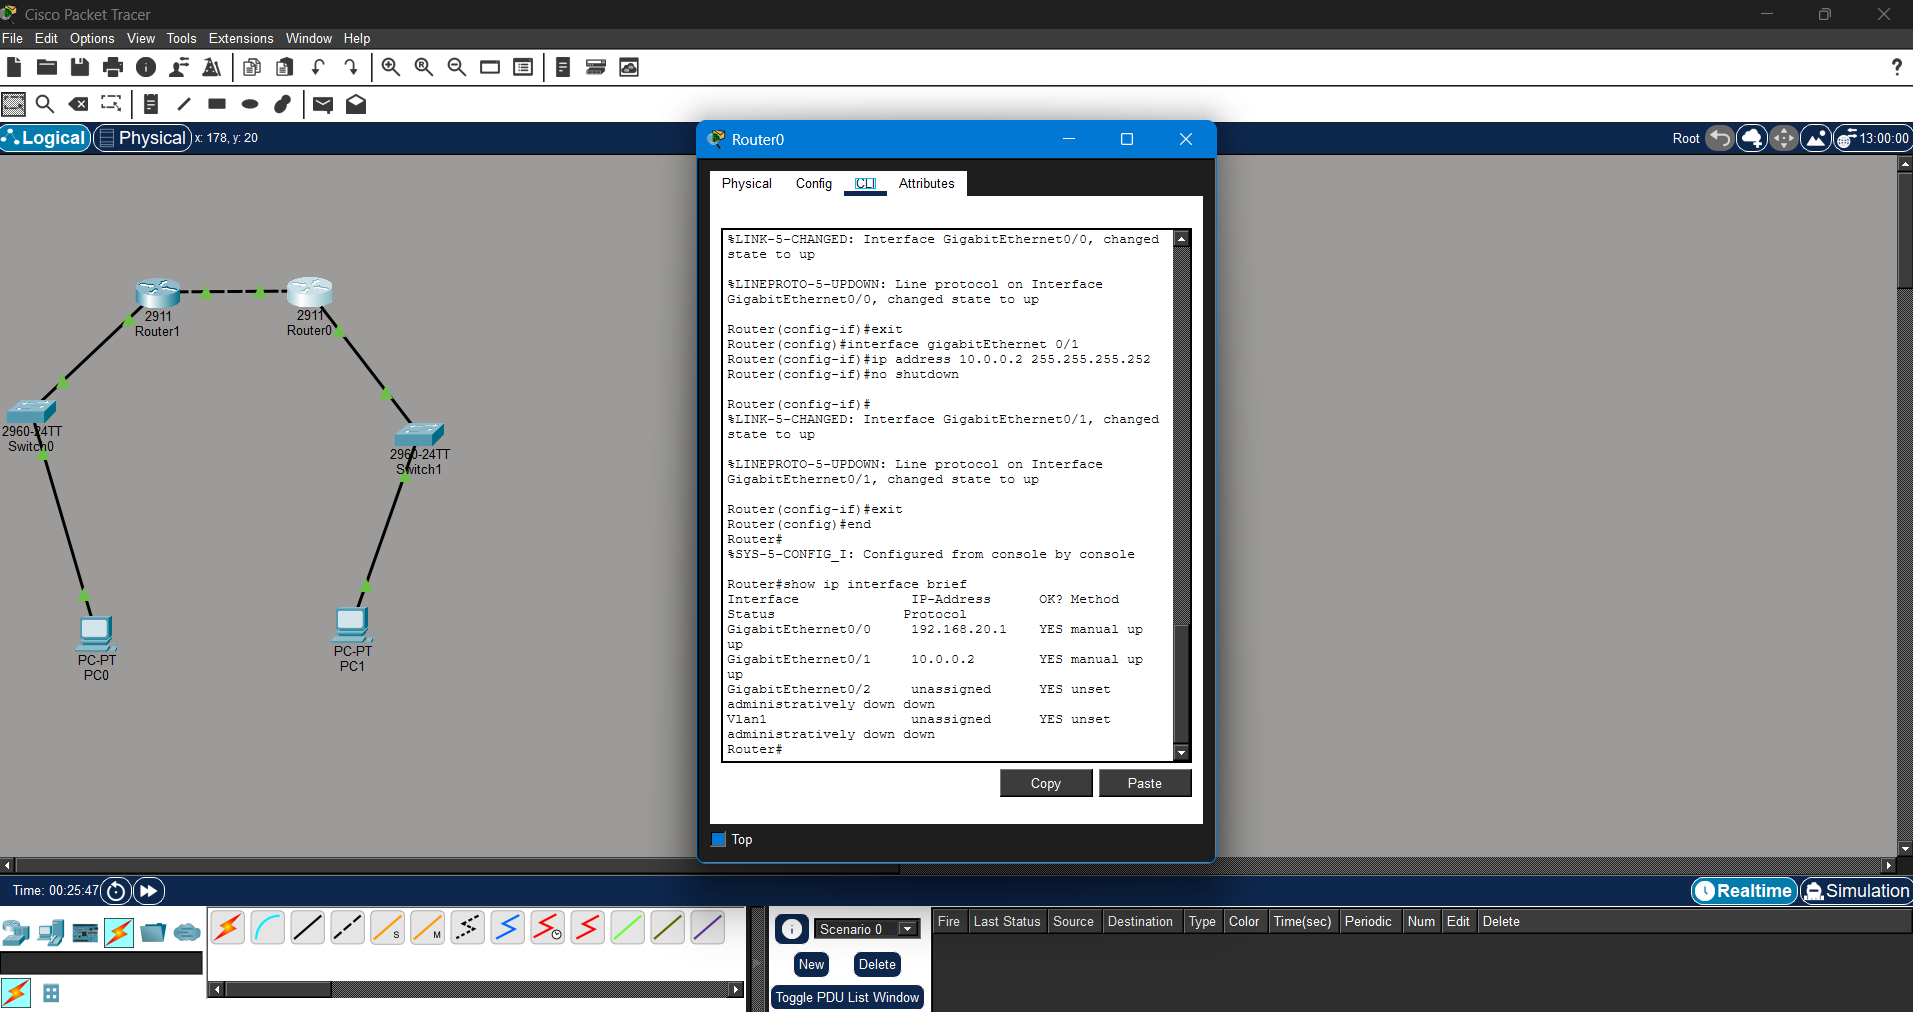 Cisco Packet Tracer
File Edit Options View Tools Extensions Window Help
?
Logical Physical x: 178, y: 20
Root 13:00:00
2911
Router1
2911
Router0
2960-24TT
Switch0
2960-24TT
Switch1
PC-PT
PC0
PC-PT
PC1
Router0
Physical Config CLI Attributes
%LINK-5-CHANGED: Interface GigabitEthernet0/0, changed
state to up
%LINEPROTO-5-UPDOWN: Line protocol on Interface
GigabitEthernet0/0, changed state to up
Router(config-if)#exit
Router(config)#interface gigabitEthernet 0/1
Router(config-if)#ip address 10.0.0.2 255.255.255.252
Router(config-if)#no shutdown
Router(config-if)#
%LINK-5-CHANGED: Interface GigabitEthernet0/1, changed
state to up
%LINEPROTO-5-UPDOWN: Line protocol on Interface
GigabitEthernet0/1, changed state to up
Router(config-if)#exit
Router(config)#end
Router#
%SYS-5-CONFIG_I: Configured from console by console
Router#show ip interface brief
Interface IP-Address OK? Method
Status Protocol
GigabitEthernet0/0 192.168.20.1 YES manual up
up
GigabitEthernet0/1 10.0.0.2 YES manual up
up
GigabitEthernet0/2 unassigned YES unset
administratively down down
Vlan1 unassigned YES unset
administratively down down
Router#
Copy Paste
Top
Time: 00:25:47
Realtime Simulation
S M
Scenario 0
New Delete
Toggle PDU List Window
Fire Last Status Source Destination Type Color Time(sec) Periodic Num Edit Delete